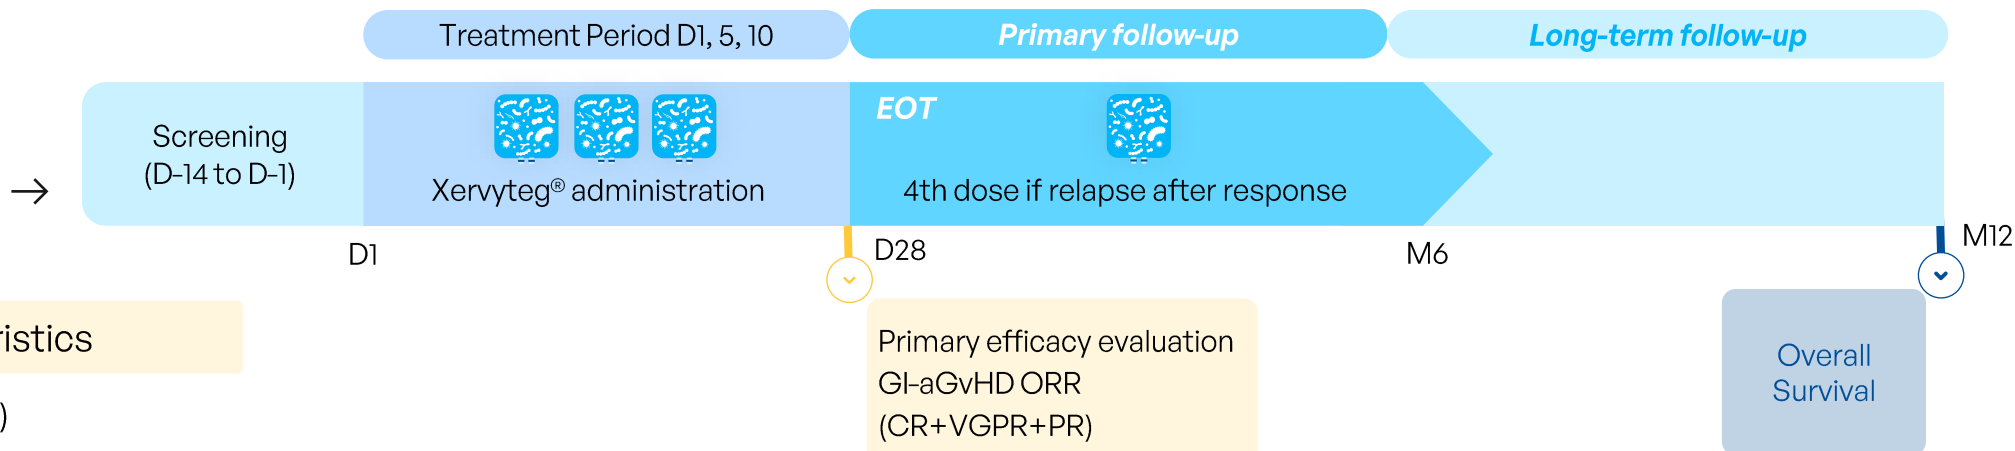 Treatment Period D1, 5, 10
Primary follow-up
Long-term follow-up
Screening
(D-14 to D-1)
Xervyteg® administration
EOT
4th dose if relapse after response
→
D1
D28
M6
M12
ristics
)
Primary efficacy evaluation
GI-aGvHD ORR
(CR+VGPR+PR)
Overall
Survival